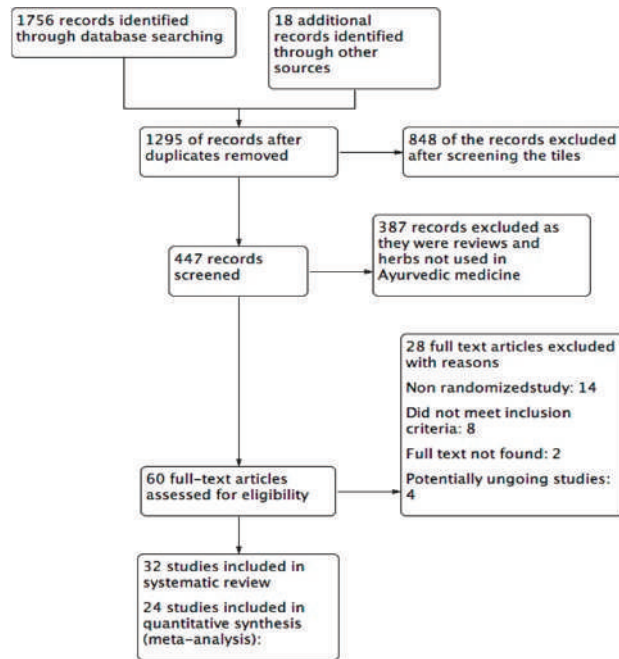 1756 records identified
through database searching
18 additional
records identified
through other
sources
1295 of records after
duplicates removed
848 of the records excluded
after screening the tiles
447 records
screened
387 records excluded as
they were reviews and
herbs not used in
Ayurvedic medicine
28 full text articles excluded
with reasons
Non randomizedstudy: 14
Did not meet inclusion
criteria: 8
Full text not found: 2
Potentially ungoing studies:
4
60 full-text articles
assessed for eligibility
32 studies included in
systematic review
24 studies included in
quantitative synthesis
(meta-analysis):